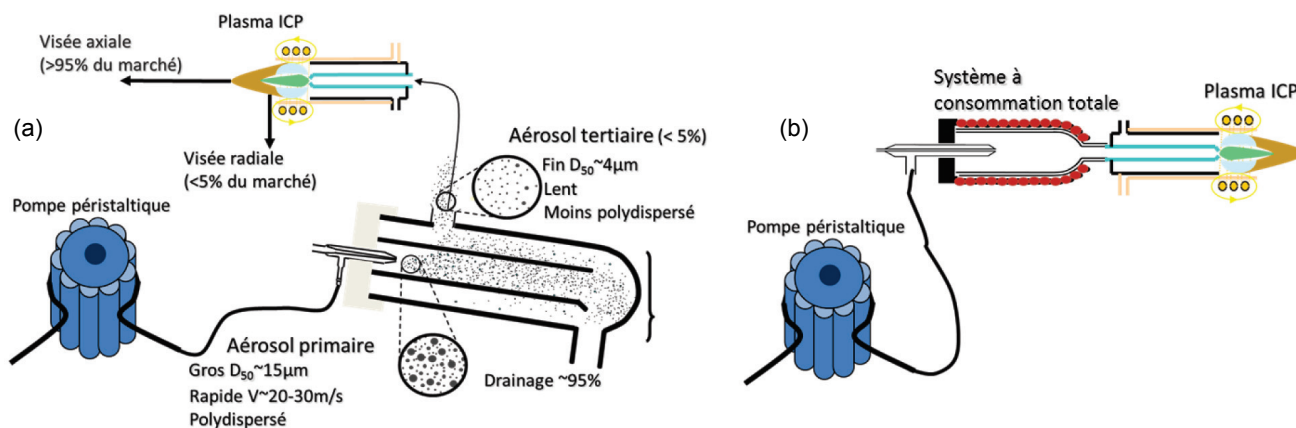 (a)
Plasma ICP
Visée axiale
(>95% du marché)
Visée radiale
(<5% du marché)
Aérosol tertiaire (< 5%)
Fin D₅₀~4µm
Lent
Moins polydispersé
Pompe péristaltique
Aérosol primaire
Gros D₅₀~15µm
Rapide V~20-30m/s
Polydispersé
Drainage ~95%
(b)
Système à
consommation totale
Plasma ICP
Pompe péristaltique